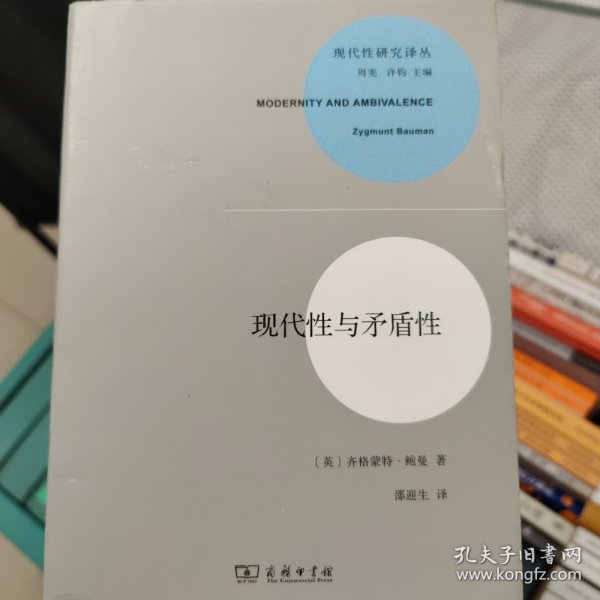 现代性研究译丛
周宪 许钧 主编
MODERNITY AND AMBIVALENCE
Zygmunt Bauman
现代性与矛盾性
〔英〕齐格蒙特·鲍曼 著
邵迎生 译
商务印书馆
The Commercial Press
孔夫子旧书网
www.kongfz.com